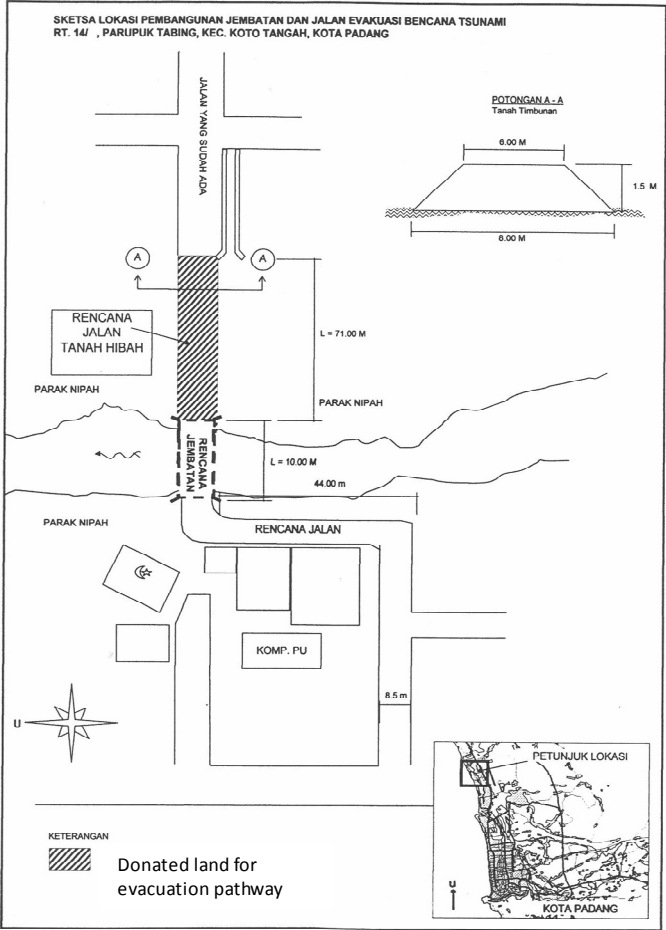 SKETSA LOKASI PEMBANGUNAN JEMBATAN DAN JALAN EVAKUASI BENCANA TSUNAMI
RT. 14/ , PARUPUK TABING, KEC. KOTO TANGAH, KOTA PADANG
JALAN YANG SUDAH ADA
POTONGAN A - A
Tanah Timbunan
6.00 M
1.5 M
6.00 M
A
A
RENCANA
JALAN
TANAH HIBAH
L = 71.00 M
PARAK NIPAH
PARAK NIPAH
RENCANA
JEMBATAN
L = 10.00 M
44.00 m
PARAK NIPAH
RENCANA JALAN
KOMP. PU
8.5 m
U
PETUNJUK LOKASI
U
KOTA PADANG
KETERANGAN
Donated land for
evacuation pathway